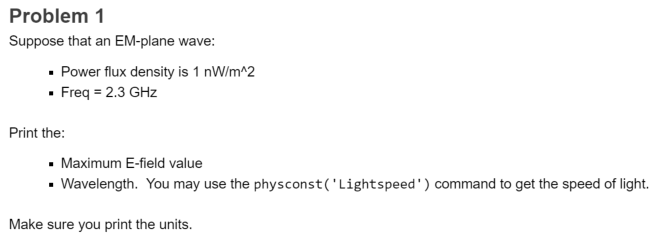 Problem 1
Suppose that an EM-plane wave:
▪ Power flux density is 1 nW/m^2
▪ Freq = 2.3 GHz
Print the:
▪ Maximum E-field value
▪ Wavelength. You may use the physconst('Lightspeed') command to get the speed of light.
Make sure you print the units.